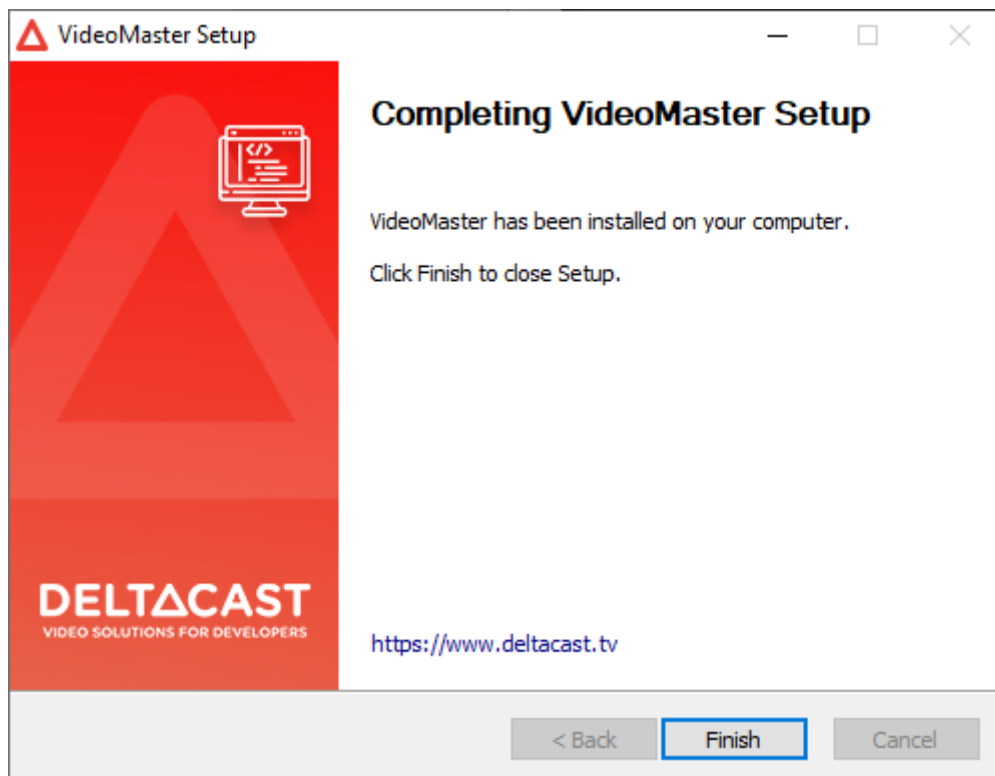 VideoMaster Setup
</>
Completing VideoMaster Setup
VideoMaster has been installed on your computer.
Click Finish to close Setup.
DELTACAST
VIDEO SOLUTIONS FOR DEVELOPERS
https://www.deltacast.tv
< Back
Finish
Cancel